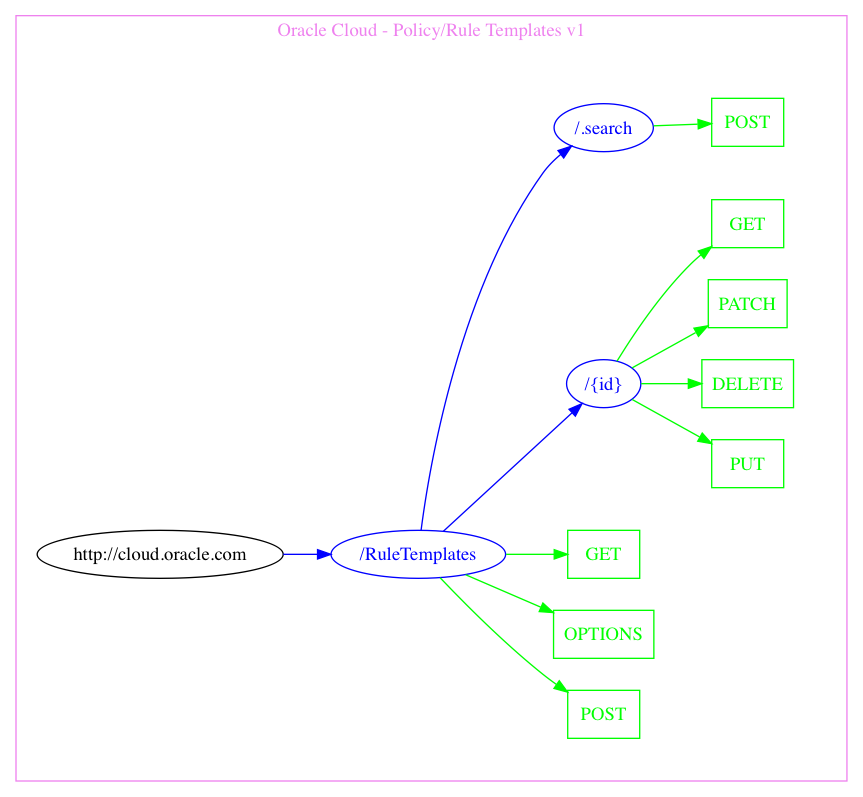 Oracle Cloud - Policy/Rule Templates v1
/.search
POST
GET
PATCH
/{id}
DELETE
PUT
http://cloud.oracle.com
/RuleTemplates
GET
OPTIONS
POST